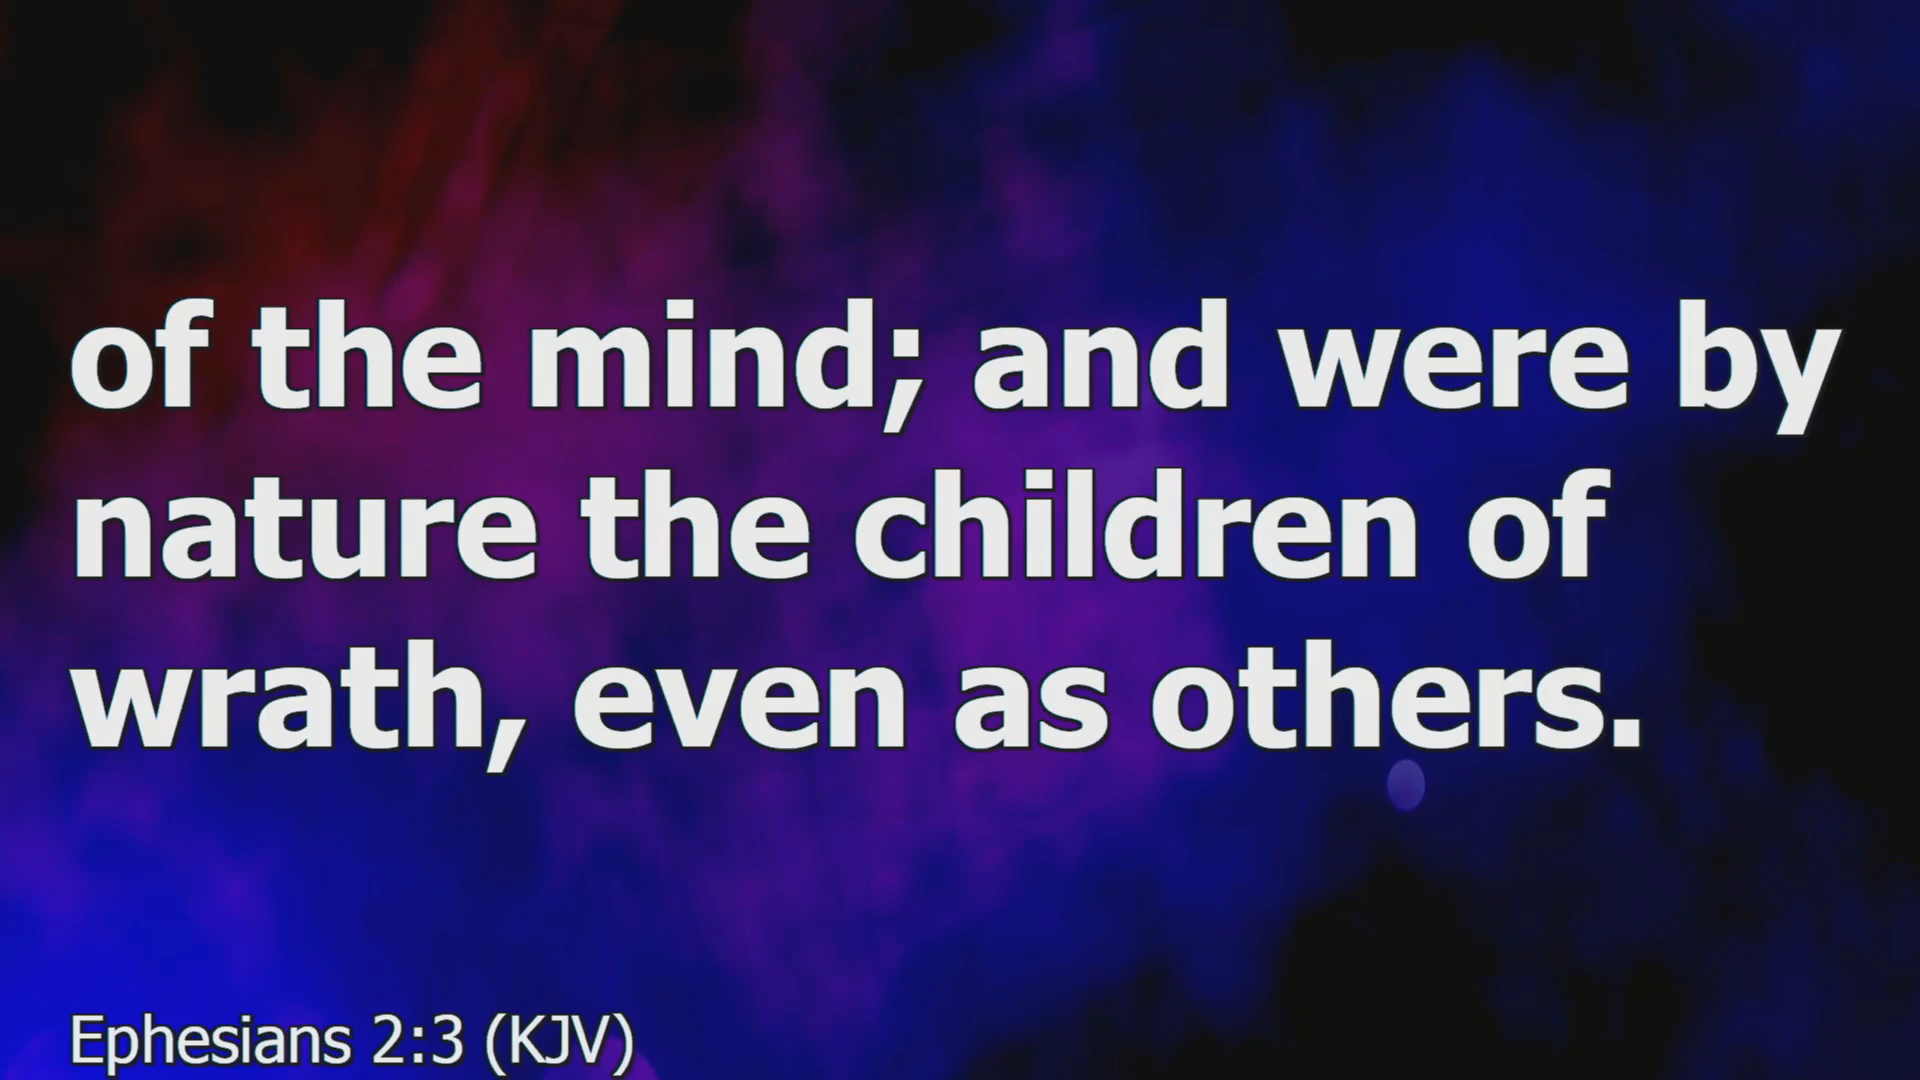 of the mind; and were by
nature the children of
wrath, even as others.
Ephesians 2:3 (KJV)